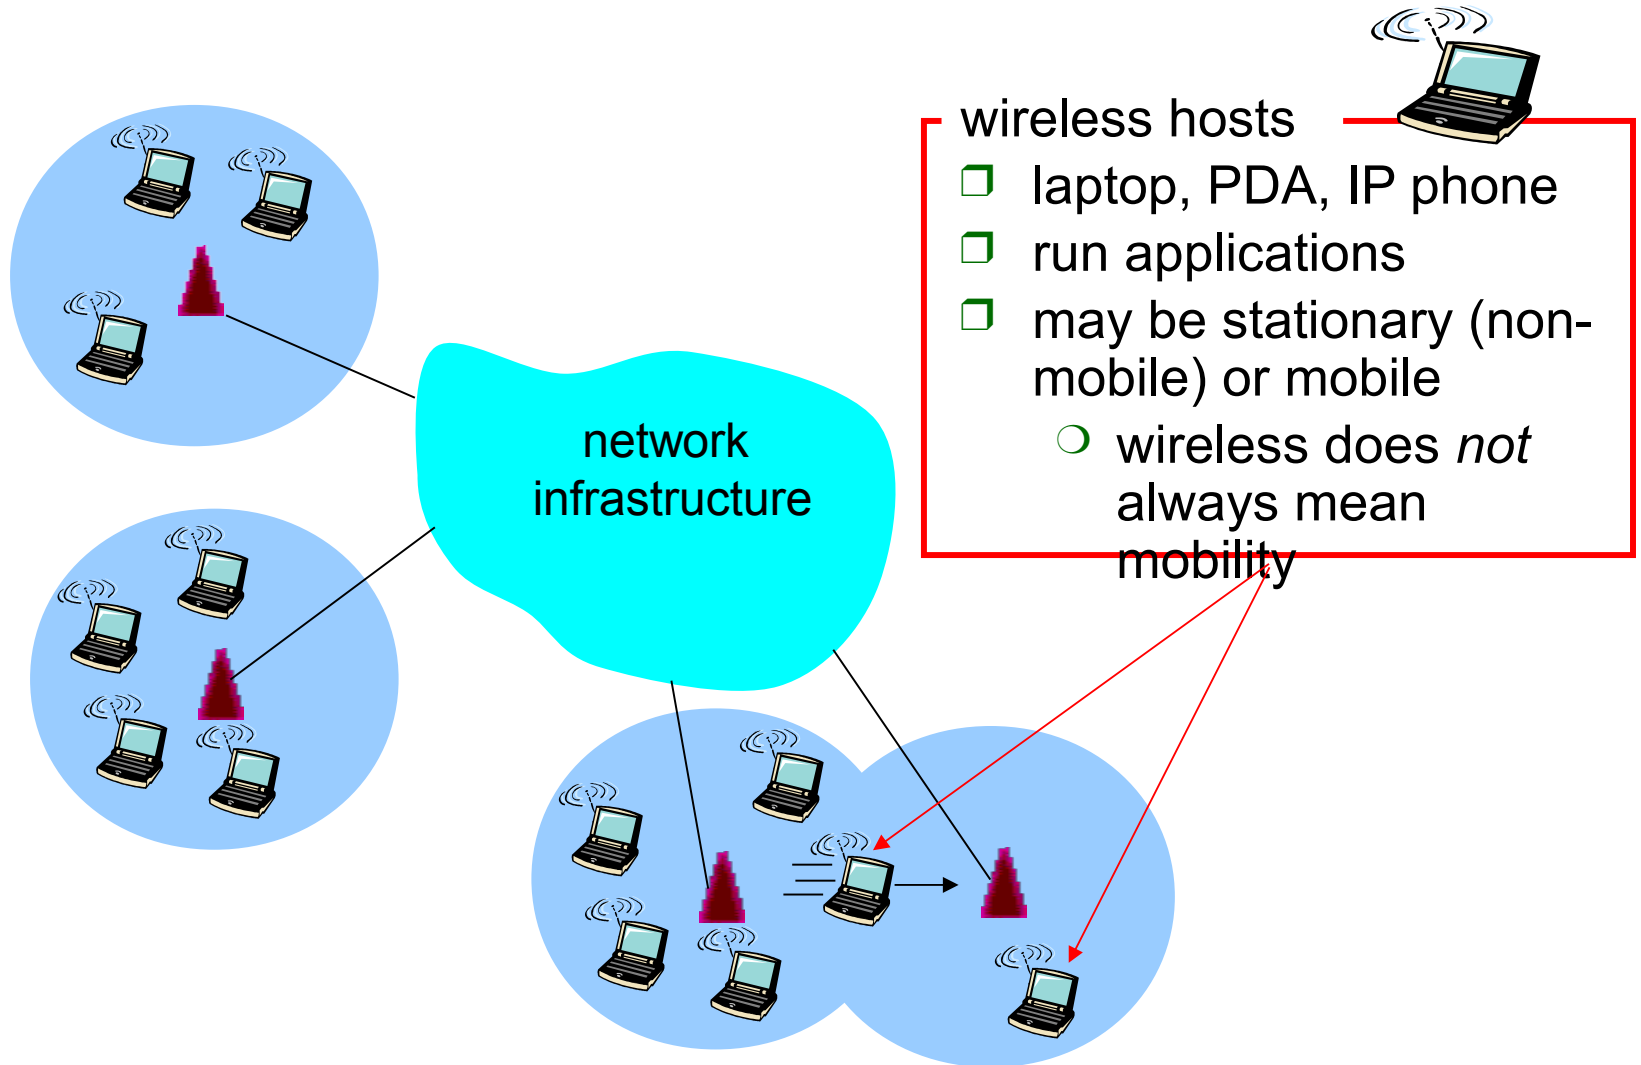 wireless hosts
laptop, PDA, IP phone
run applications
may be stationary (non-
mobile) or mobile
wireless does not
always mean
mobility
network
infrastructure